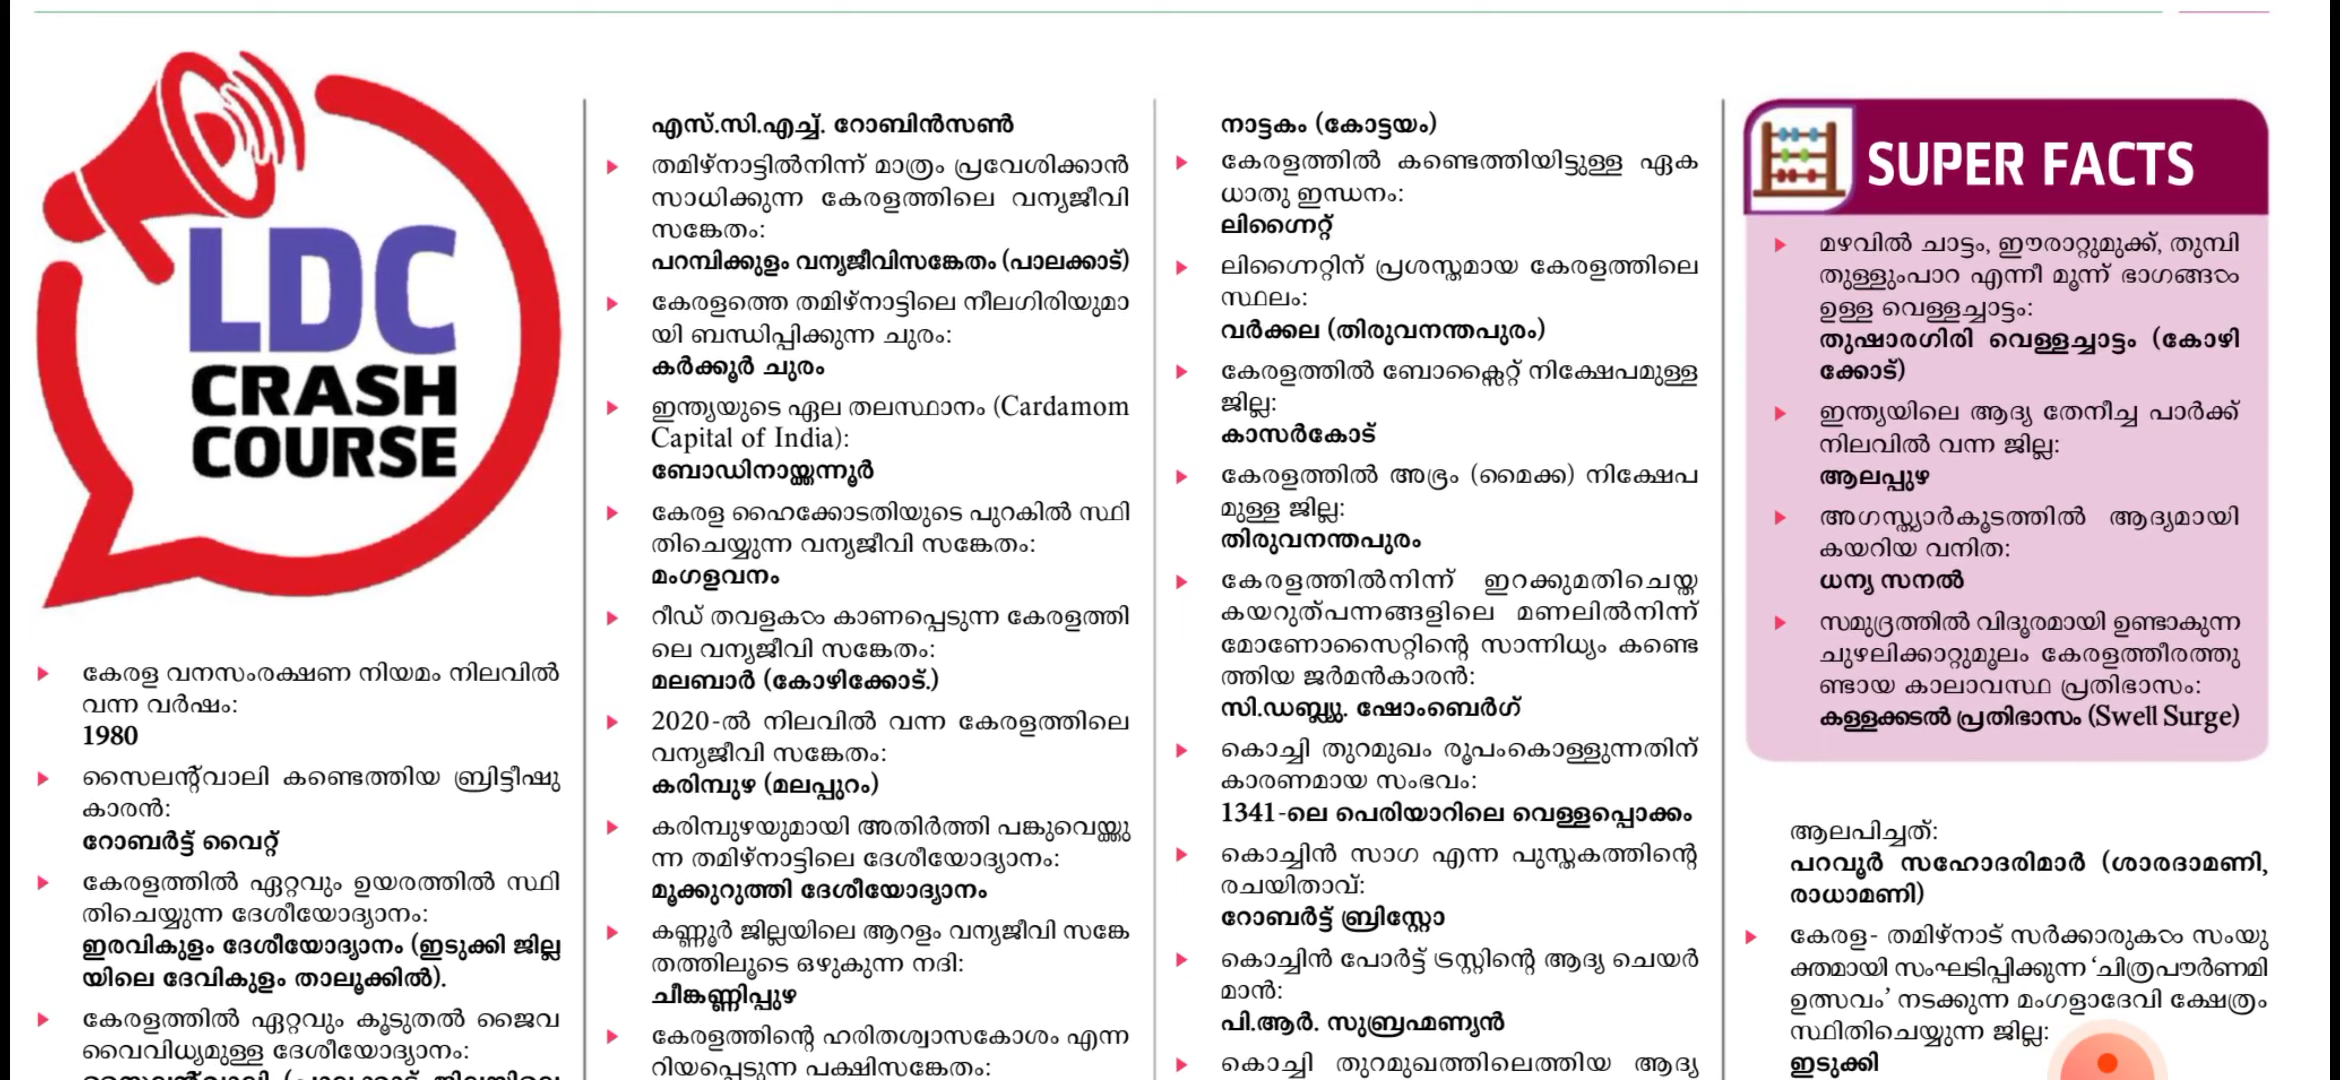 LDC
CRASH
COURSE
കേരള വനസംരക്ഷണ നിയമം നിലവിൽ
വന്ന വർഷം:
1980
സൈലന്റ്‌വാലി കണ്ടെത്തിയ ബ്രിട്ടീഷു
കാരൻ:
റോബർട്ട് വൈറ്റ്
കേരളത്തിൽ ഏറ്റവും ഉയരത്തിൽ സ്ഥി
തിചെയ്യുന്ന ദേശീയോദ്യാനം:
ഇരവികുളം ദേശീയോദ്യാനം (ഇടുക്കി ജില്ല
യിലെ ദേവികുളം താലൂക്കിൽ).
കേരളത്തിൽ ഏറ്റവും കൂടുതൽ ജൈവ
വൈവിധ്യമുള്ള ദേശീയോദ്യാനം:
എസ്.സി.എച്ച്. റോബിൻസൺ
തമിഴ്നാട്ടിൽനിന്ന് മാത്രം പ്രവേശിക്കാൻ
സാധിക്കുന്ന കേരളത്തിലെ വന്യജീവി
സങ്കേതം:
പറമ്പിക്കുളം വന്യജീവിസങ്കേതം (പാലക്കാട്)
കേരളത്തെ തമിഴ്നാട്ടിലെ നീലഗിരിയുമാ
യി ബന്ധിപ്പിക്കുന്ന ചുരം:
കർക്കൂർ ചുരം
ഇന്ത്യയുടെ ഏല തലസ്ഥാനം (Cardamom
Capital of India):
ബോഡിനായ്ക്കന്നൂർ
കേരള ഹൈക്കോടതിയുടെ പുറകിൽ സ്ഥി
തിചെയ്യുന്ന വന്യജീവി സങ്കേതം:
മംഗളവനം
റീഡ് തവളകൾ കാണപ്പെടുന്ന കേരളത്തി
ലെ വന്യജീവി സങ്കേതം:
മലബാർ (കോഴിക്കോട്.)
2020-ൽ നിലവിൽ വന്ന കേരളത്തിലെ
വന്യജീവി സങ്കേതം:
കരിമ്പുഴ (മലപ്പുറം)
കരിമ്പുഴയുമായി അതിർത്തി പങ്കുവെയ്ക്കു
ന്ന തമിഴ്നാട്ടിലെ ദേശീയോദ്യാനം:
മൂക്കുറുത്തി ദേശീയോദ്യാനം
കണ്ണൂർ ജില്ലയിലെ ആറളം വന്യജീവി സങ്കേ
തത്തിലൂടെ ഒഴുകുന്ന നദി:
ചീങ്കണ്ണിപ്പുഴ
കേരളത്തിന്റെ ഹരിതശ്വാസകോശം എന്ന
റിയപ്പെടുന്ന പക്ഷിസങ്കേതം:
നാട്ടകം (കോട്ടയം)
കേരളത്തിൽ കണ്ടെത്തിയിട്ടുള്ള ഏക
ധാതു ഇന്ധനം:
ലിഗ്നൈറ്റ്
ലിഗ്നൈറ്റിന് പ്രശസ്തമായ കേരളത്തിലെ
സ്ഥലം:
വർക്കല (തിരുവനന്തപുരം)
കേരളത്തിൽ ബോക്സൈറ്റ് നിക്ഷേപമുള്ള
ജില്ല:
കാസർകോട്
കേരളത്തിൽ അഭ്രം (മൈക്ക) നിക്ഷേപ
മുള്ള ജില്ല:
തിരുവനന്തപുരം
കേരളത്തിൽനിന്ന് ഇറക്കുമതിചെയ്ത
കയറുത്പന്നങ്ങളിലെ മണലിൽനിന്ന്
മോണോസൈറ്റിന്റെ സാന്നിധ്യം കണ്ടെ
ത്തിയ ജർമൻകാരൻ:
സി.ഡബ്ല്യു. ഷോംബെർഗ്
കൊച്ചി തുറമുഖം രൂപംകൊള്ളുന്നതിന്
കാരണമായ സംഭവം:
1341-ലെ പെരിയാറിലെ വെള്ളപ്പൊക്കം
കൊച്ചിൻ സാഗ എന്ന പുസ്തകത്തിന്റെ
രചയിതാവ്:
റോബർട്ട് ബ്രിസ്റ്റോ
കൊച്ചിൻ പോർട്ട് ട്രസ്റ്റിന്റെ ആദ്യ ചെയർ
മാൻ:
പി.ആർ. സുബ്രഹ്മണ്യൻ
കൊച്ചി തുറമുഖത്തിലെത്തിയ ആദ്യ
SUPER FACTS
മഴവിൽ ചാട്ടം, ഈരാറ്റുമുക്ക്, തുമ്പി
തുള്ളുംപാറ എന്നീ മൂന്ന് ഭാഗങ്ങൾ
ഉള്ള വെള്ളച്ചാട്ടം:
തുഷാരഗിരി വെള്ളച്ചാട്ടം (കോഴി
ക്കോട്)
ഇന്ത്യയിലെ ആദ്യ തേനീച്ച പാർക്ക്
നിലവിൽ വന്ന ജില്ല:
ആലപ്പുഴ
അഗസ്ത്യാർകൂടത്തിൽ ആദ്യമായി
കയറിയ വനിത:
ധന്യ സനൽ
സമുദ്രത്തിൽ വിദൂരമായി ഉണ്ടാകുന്ന
ചുഴലിക്കാറ്റുമൂലം കേരളത്തീരത്തു
ണ്ടായ കാലാവസ്ഥ പ്രതിഭാസം:
കള്ളക്കടൽ പ്രതിഭാസം (Swell Surge)
ആലപിച്ചത്:
പറവൂർ സഹോദരിമാർ (ശാരദാമണി,
രാധാമണി)
കേരള- തമിഴ്നാട് സർക്കാരുകൾ സംയു
ക്തമായി സംഘടിപ്പിക്കുന്ന ‘ചിത്രപൗർണമി
ഉത്സവം’ നടക്കുന്ന മംഗളാദേവി ക്ഷേത്രം
സ്ഥിതിചെയ്യുന്ന ജില്ല:
ഇടുക്കി